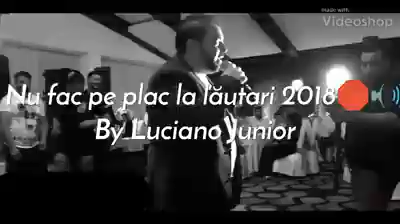 made with
Videoshop
Nu fac pe plac la lăutari 2018
By Luciano Junior